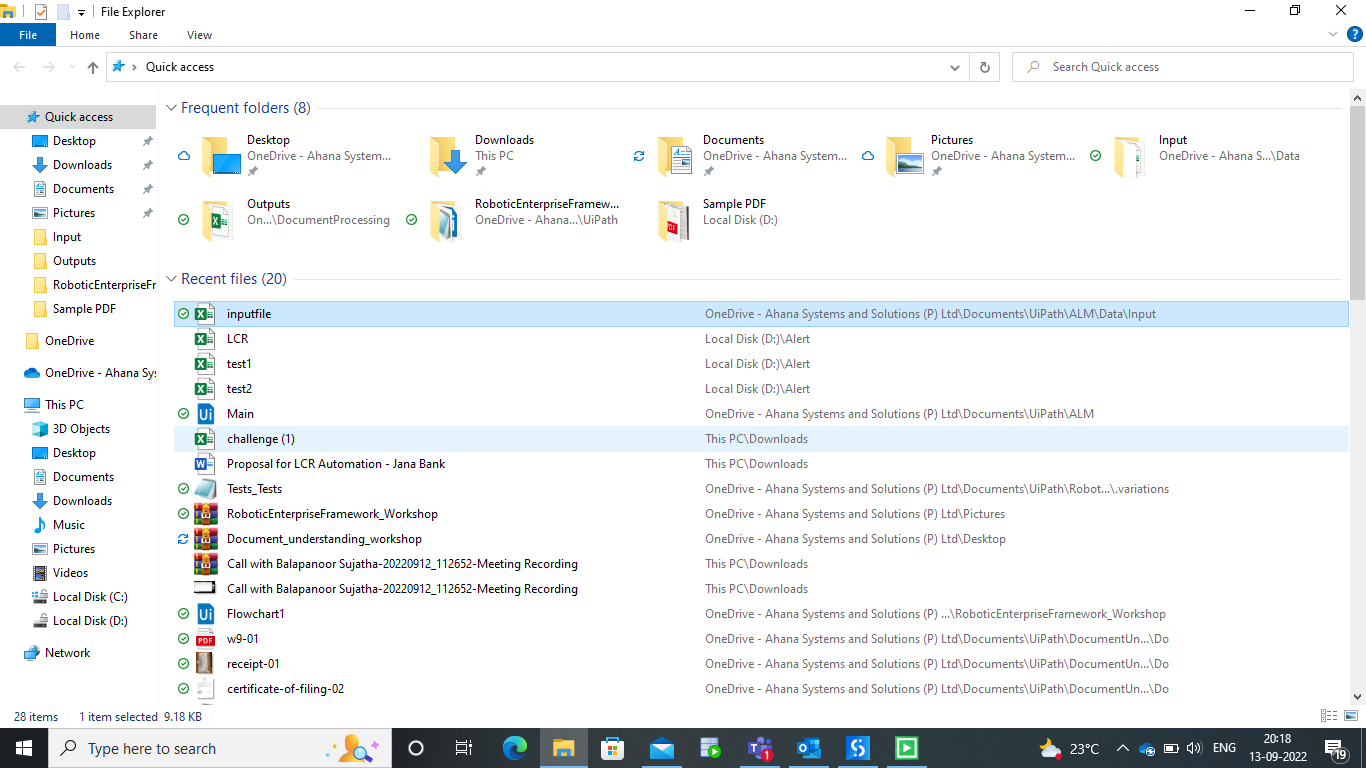 File Explorer
File Home Share View
Quick access
Search Quick access
Quick access
Desktop
Downloads
Documents
Pictures
Input
Outputs
RoboticEnterpriseFr
Sample PDF
OneDrive
OneDrive - Ahana Sy
This PC
3D Objects
Desktop
Documents
Downloads
Music
Pictures
Videos
Local Disk (C:)
Local Disk (D:)
Network
Frequent folders (8)
Desktop
OneDrive - Ahana System...
Downloads
This PC
Documents
OneDrive - Ahana System...
Pictures
OneDrive - Ahana System...
Input
OneDrive - Ahana S...\Data
Outputs
On...\DocumentProcessing
RoboticEnterpriseFramew...
OneDrive - Ahana...\UiPath
Sample PDF
Local Disk (D:)
Recent files (20)
inputfile OneDrive - Ahana Systems and Solutions (P) Ltd\Documents\UiPath\ALM\Data\Input
LCR Local Disk (D:)\Alert
test1 Local Disk (D:)\Alert
test2 Local Disk (D:)\Alert
Main OneDrive - Ahana Systems and Solutions (P) Ltd\Documents\UiPath\ALM
challenge (1) This PC\Downloads
Proposal for LCR Automation - Jana Bank This PC\Downloads
Tests_Tests OneDrive - Ahana Systems and Solutions (P) Ltd\Documents\UiPath\Robot...\.variations
RoboticEnterpriseFramework_Workshop OneDrive - Ahana Systems and Solutions (P) Ltd\Pictures
Document_understanding_workshop OneDrive - Ahana Systems and Solutions (P) Ltd\Desktop
Call with Balapanoor Sujatha-20220912_112652-Meeting Recording This PC\Downloads
Call with Balapanoor Sujatha-20220912_112652-Meeting Recording This PC\Downloads
Flowchart1 OneDrive - Ahana Systems and Solutions (P) ...\RoboticEnterpriseFramework_Workshop
w9-01 OneDrive - Ahana Systems and Solutions (P) Ltd\Documents\UiPath\DocumentUn...\Do
receipt-01 OneDrive - Ahana Systems and Solutions (P) Ltd\Documents\UiPath\DocumentUn...\Do
certificate-of-filing-02 OneDrive - Ahana Systems and Solutions (P) Ltd\Documents\UiPath\DocumentUn...\Do
28 items 1 item selected 9.18 KB
Type here to search
1
23°C
ENG
20:18
13-09-2022
19